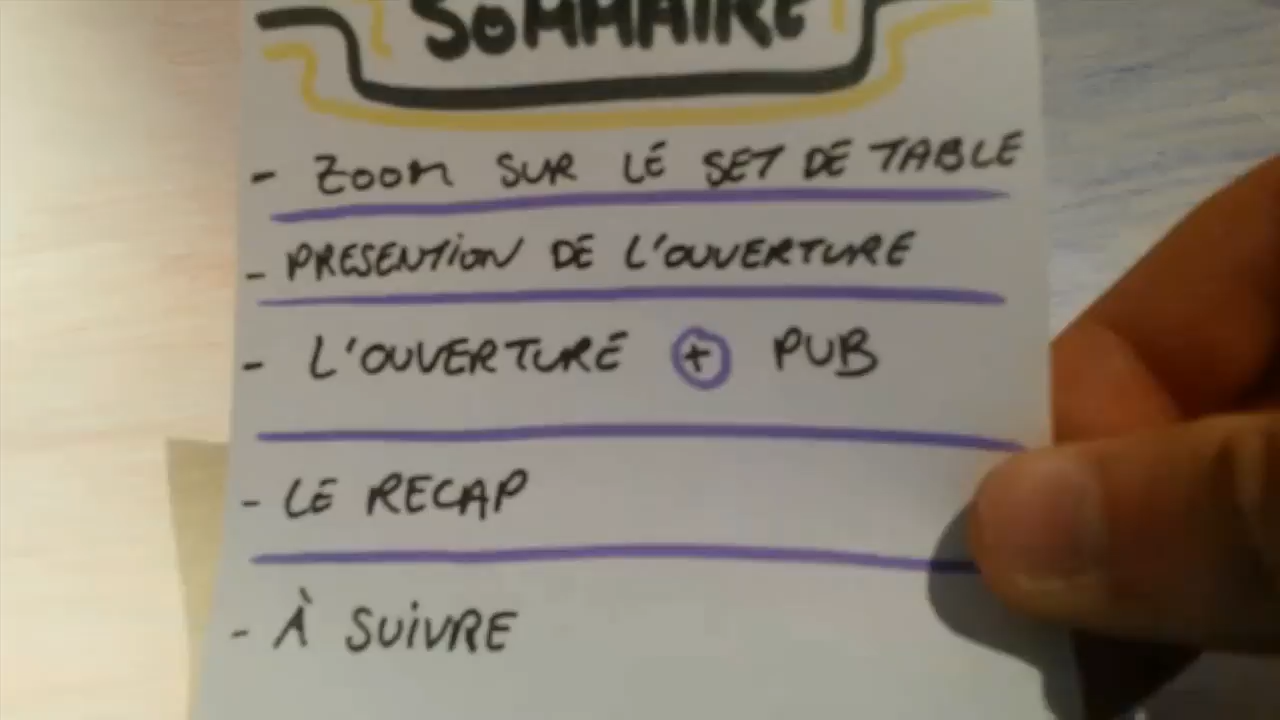 SOMMAIRE
- Zoom SUR LE SET DE TABLE
- PRESENTION DE L'OUVERTURE
- L'OUVERTURE + PUB
- LE RECAP
- À SUiVRE